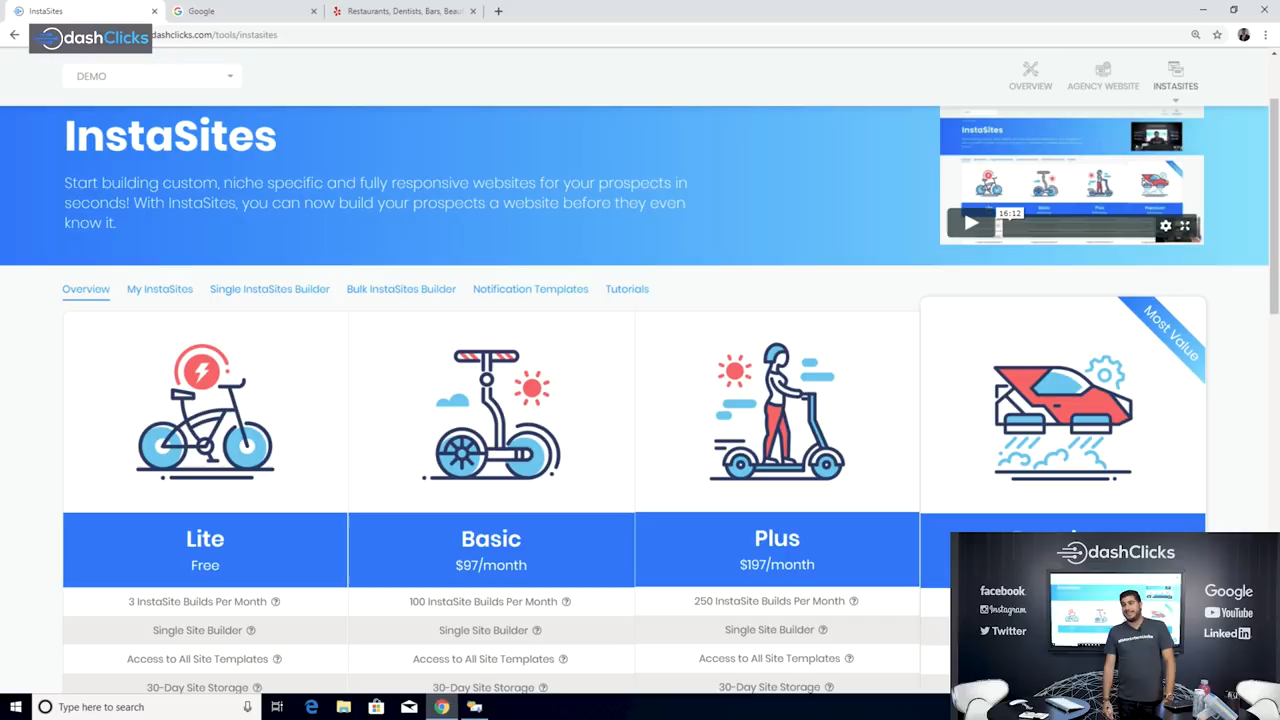 InstaSites
Google
Restaurants, Dentists, Bars, Beau
dashClicks
dashclicks.com/tools/instasites
DEMO
OVERVIEW
AGENCY WEBSITE
INSTASITES
InstaSites
Start building custom, niche specific and fully responsive websites for your prospects in
seconds! With InstaSites, you can now build your prospects a website before they even
know it.
InstaSites
16:12
Overview
My InstaSites
Single InstaSites Builder
Bulk InstaSites Builder
Notification Templates
Tutorials
Most Value
Lite
Free
3 InstaSite Builds Per Month
Single Site Builder
Access to All Site Templates
30-Day Site Storage
Basic
$97/month
100 InstaSite Builds Per Month
Single Site Builder
Access to All Site Templates
30-Day Site Storage
Plus
$197/month
250 InstaSite Builds Per Month
Single Site Builder
Access to All Site Templates
30-Day Site Storage
dashClicks
facebook
Instagram
Twitter
Google
YouTube
Linked in
Type here to search